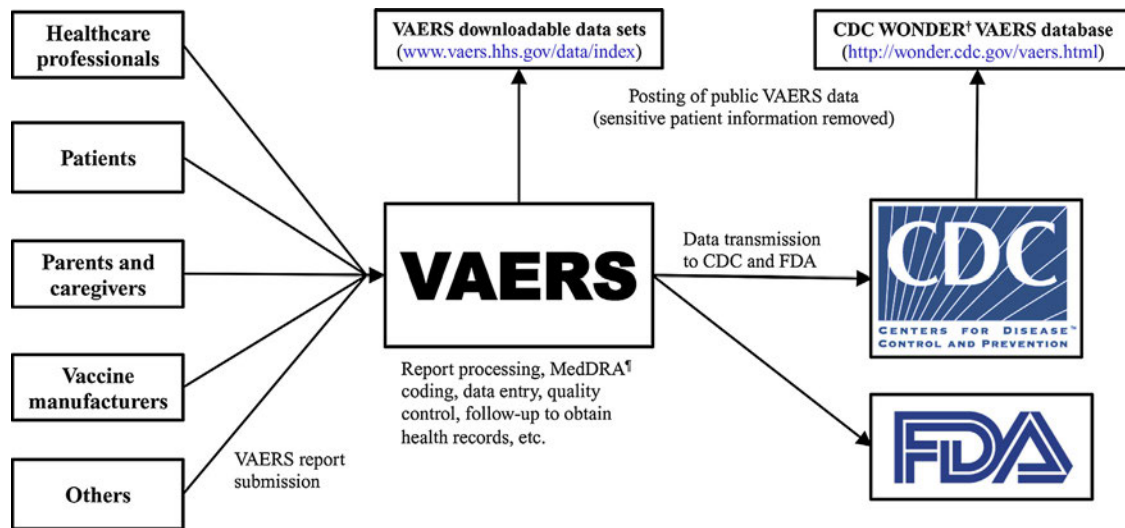 Healthcare
professionals
Patients
Parents and
caregivers
Vaccine
manufacturers
Others
VAERS report
submission
VAERS downloadable data sets
(www.vaers.hhs.gov/data/index)
VAERS
Report processing, MedDRA¶
coding, data entry, quality
control, follow-up to obtain
health records, etc.
Posting of public VAERS data
(sensitive patient information removed)
Data transmission
to CDC and FDA
CDC WONDER† VAERS database
(http://wonder.cdc.gov/vaers.html)
CDC
CENTERS FOR DISEASE™
CONTROL AND PREVENTION
FDA